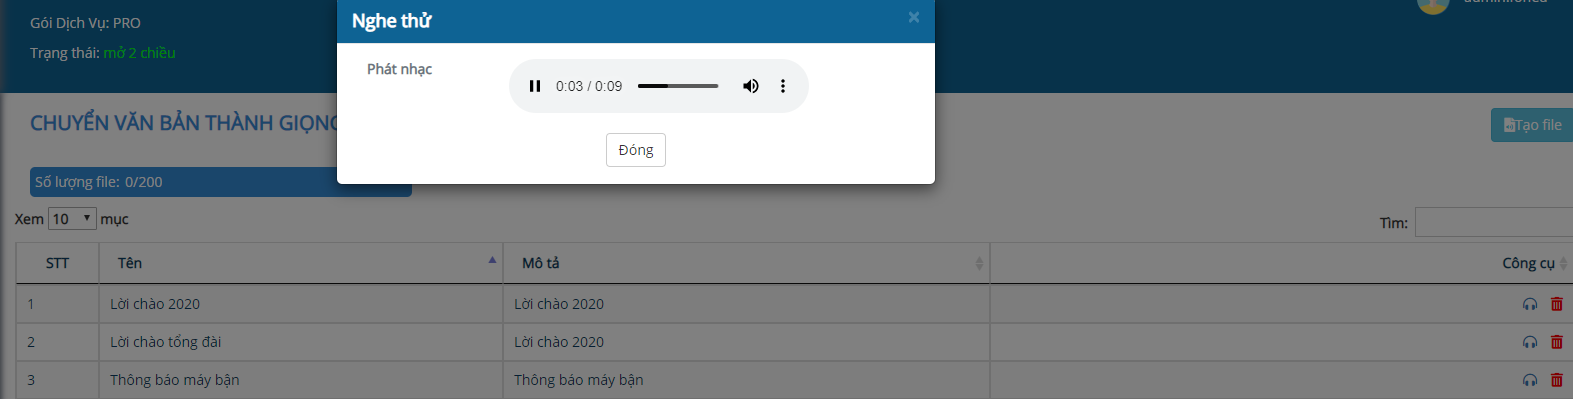 Gói Dịch Vụ: PRO
Trạng thái: mở 2 chiều
Nghe thử ×
Phát nhạc
0:03 / 0:09
Đóng
CHUYỂN VĂN BẢN THÀNH
Tạo file
Số lượng file: 0/200
Xem 10 mục
Tìm:
STT Tên Mô tả Công cụ
1 Lời chào 2020 Lời chào 2020
2 Lời chào tổng đài Lời chào 2020
3 Thông báo máy bận Thông báo máy bận